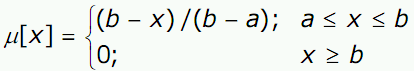 μ[x] = { (b − x) /(b − a); a ≤ x ≤ b
0; x ≥ b